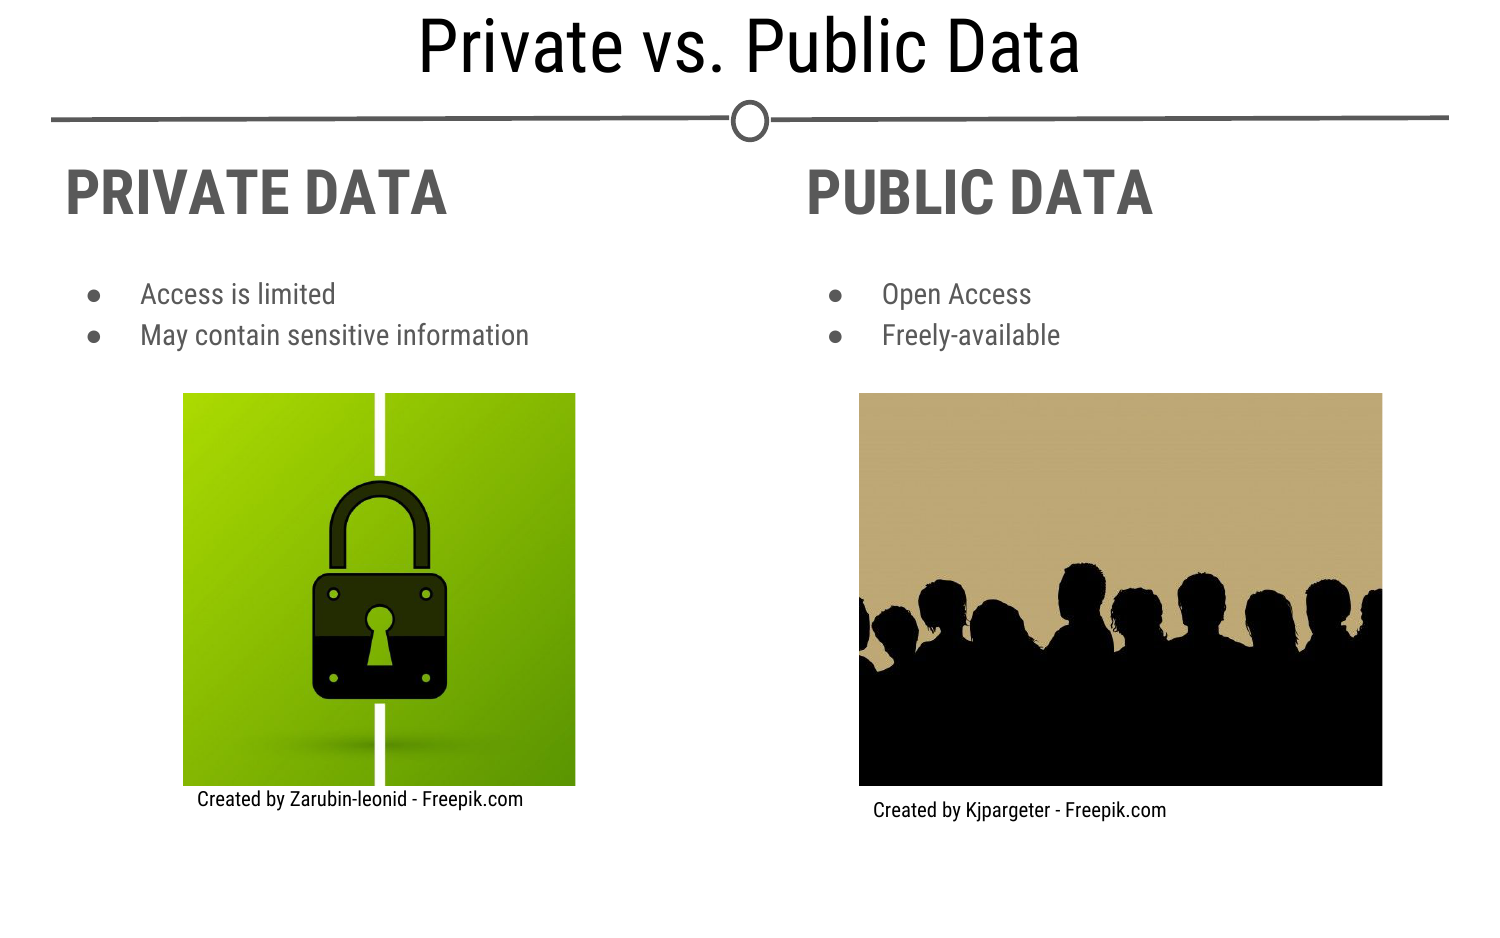 Private vs. Public Data
PRIVATE DATA
● Access is limited
● May contain sensitive information
Created by Zarubin-leonid - Freepik.com
PUBLIC DATA
● Open Access
● Freely-available
Created by Kjpargeter - Freepik.com